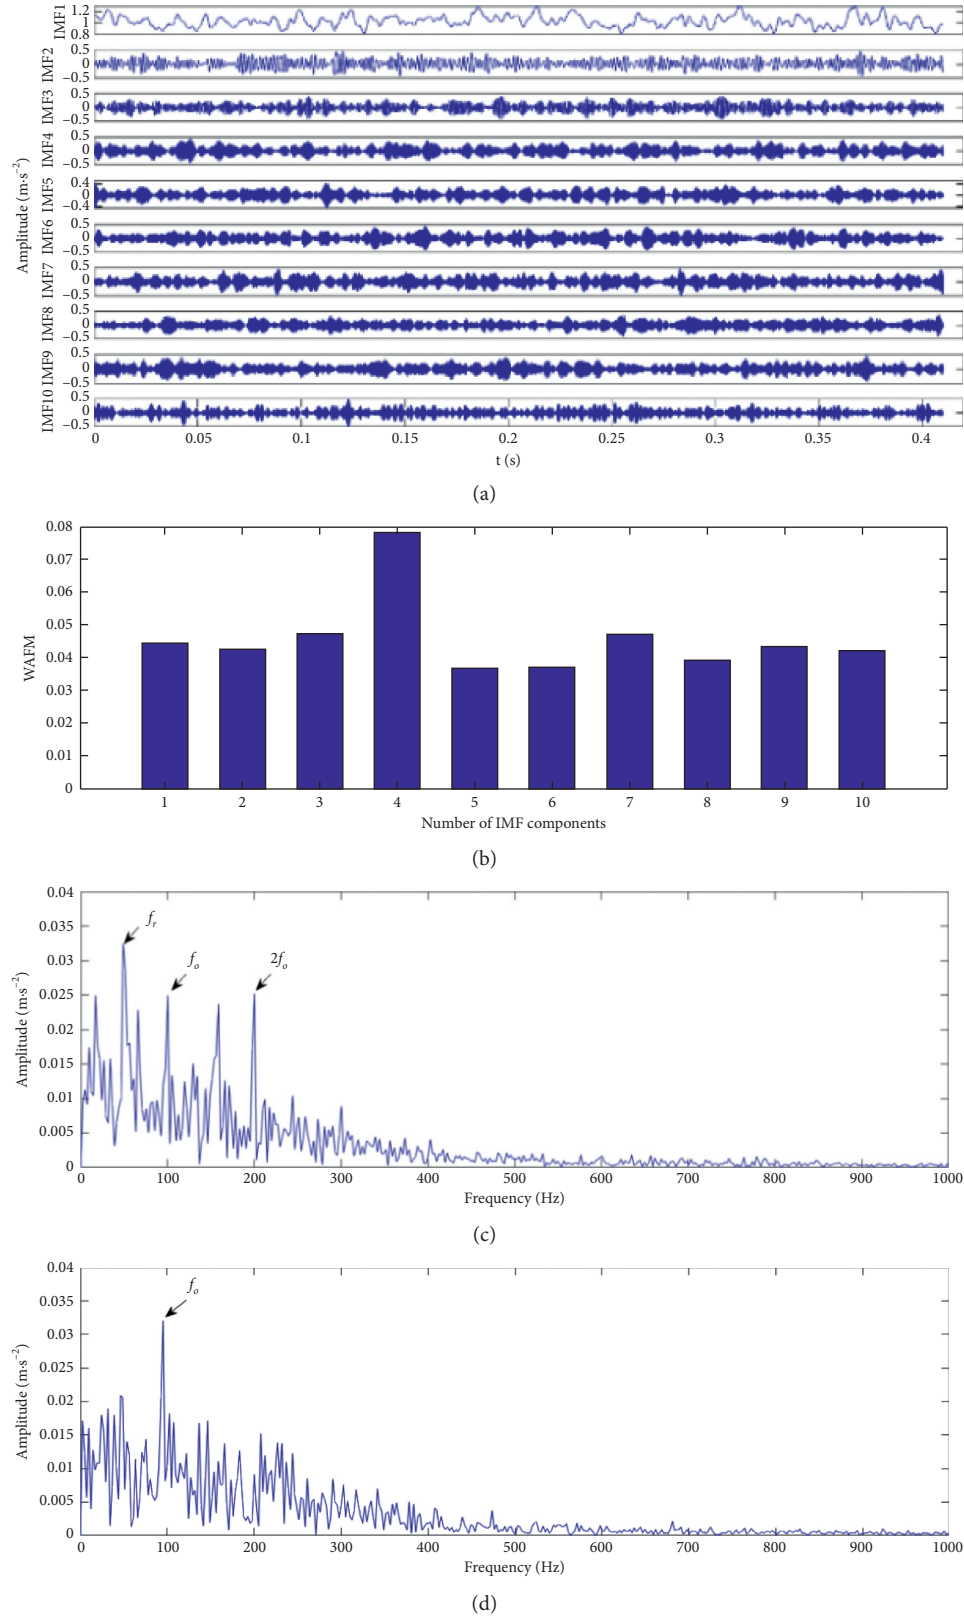 Amplitude (m·s⁻²)
IMF1
1.2
1
0.8
IMF2
0.5
0
−0.5
IMF3
0.5
0
−0.5
IMF4
0.5
0
−0.5
IMF5
0.4
0
−0.4
IMF6
0.5
0
−0.5
IMF7
0.5
0
−0.5
IMF8
0.5
0
−0.5
IMF9
0.5
0
−0.5
IMF10
0.5
0
−0.5
0 0.05 0.1 0.15 0.2 0.25 0.3 0.35 0.4
t (s)
(a)
WAFM
0.08
0.07
0.06
0.05
0.04
0.03
0.02
0.01
0
1 2 3 4 5 6 7 8 9 10
Number of IMF components
(b)
Amplitude (m·s⁻²)
0.04
0.035
0.03
0.025
0.02
0.015
0.01
0.005
0
fr
fo
2fo
0 100 200 300 400 500 600 700 800 900 1000
Frequency (Hz)
(c)
Amplitude (m·s⁻²)
0.04
0.035
0.03
0.025
0.02
0.015
0.01
0.005
0
fo
0 100 200 300 400 500 600 700 800 900 1000
Frequency (Hz)
(d)